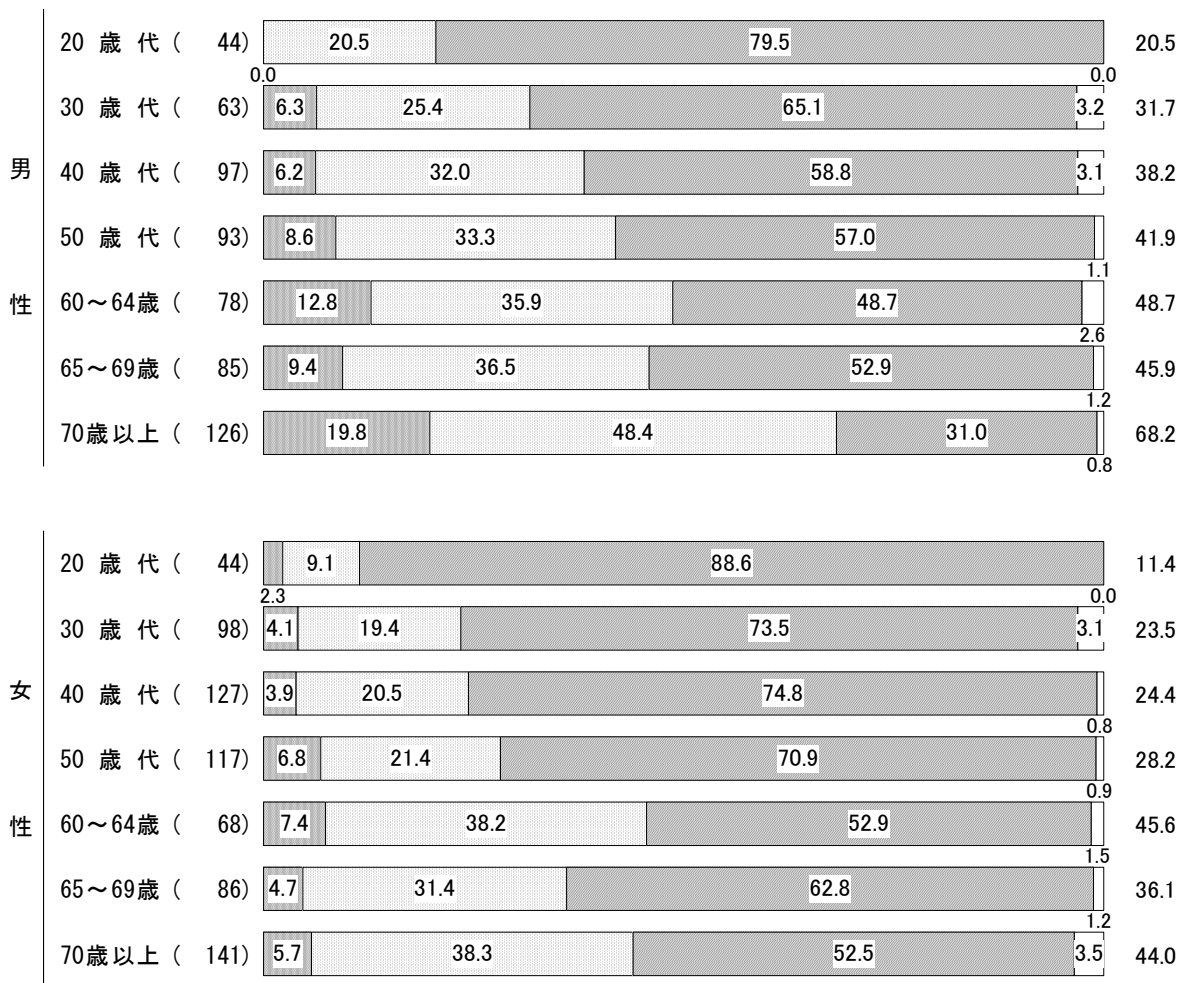 20 歳 代 ( 44) 20.5 79.5 20.5
0.0 0.0
30 歳 代 ( 63) 6.3 25.4 65.1 3.2 31.7
男 40 歳 代 ( 97) 6.2 32.0 58.8 3.1 38.2
50 歳 代 ( 93) 8.6 33.3 57.0 41.9
1.1
性 60～64歳 ( 78) 12.8 35.9 48.7 48.7
2.6
65～69歳 ( 85) 9.4 36.5 52.9 45.9
1.2
70歳以上 ( 126) 19.8 48.4 31.0 68.2
0.8
20 歳 代 ( 44) 9.1 88.6 11.4
2.3 0.0
30 歳 代 ( 98) 4.1 19.4 73.5 3.1 23.5
女 40 歳 代 ( 127) 3.9 20.5 74.8 24.4
0.8
50 歳 代 ( 117) 6.8 21.4 70.9 28.2
0.9
性 60～64歳 ( 68) 7.4 38.2 52.9 45.6
1.5
65～69歳 ( 86) 4.7 31.4 62.8 36.1
1.2
70歳以上 ( 141) 5.7 38.3 52.5 3.5 44.0